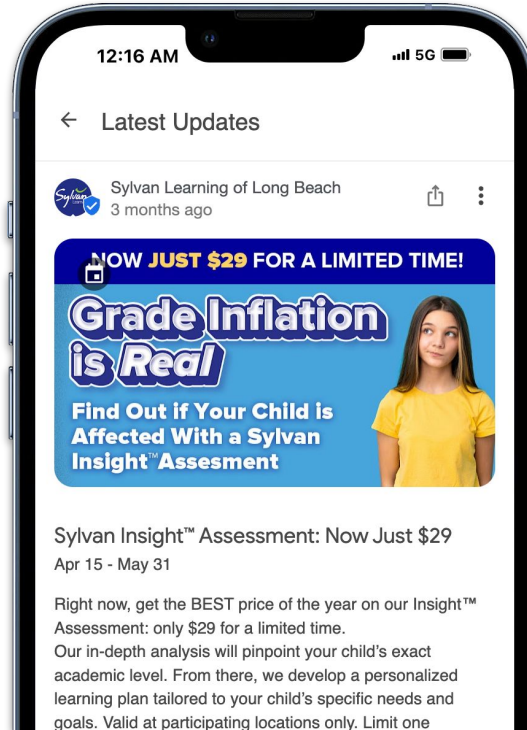 12:16 AM 5G
Latest Updates
Sylvan
Sylvan Learning of Long Beach
3 months ago
NOW JUST $29 FOR A LIMITED TIME!
Grade Inflation
is Real
Find Out if Your Child is
Affected With a Sylvan
Insight™ Assesment
Sylvan Insight™ Assessment: Now Just $29
Apr 15 - May 31
Right now, get the BEST price of the year on our Insight™
Assessment: only $29 for a limited time.
Our in-depth analysis will pinpoint your child's exact
academic level. From there, we develop a personalized
learning plan tailored to your child's specific needs and
goals. Valid at participating locations only. Limit one